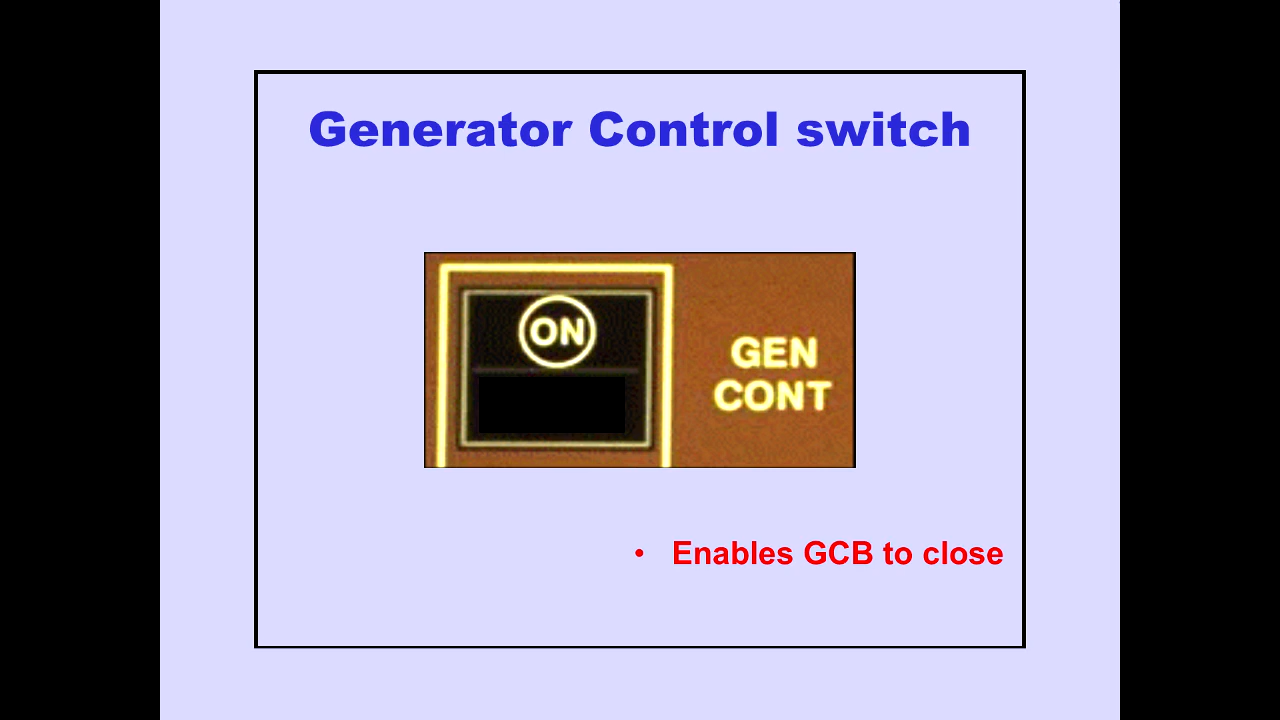 Generator Control switch
ON
GEN
CONT
• Enables GCB to close